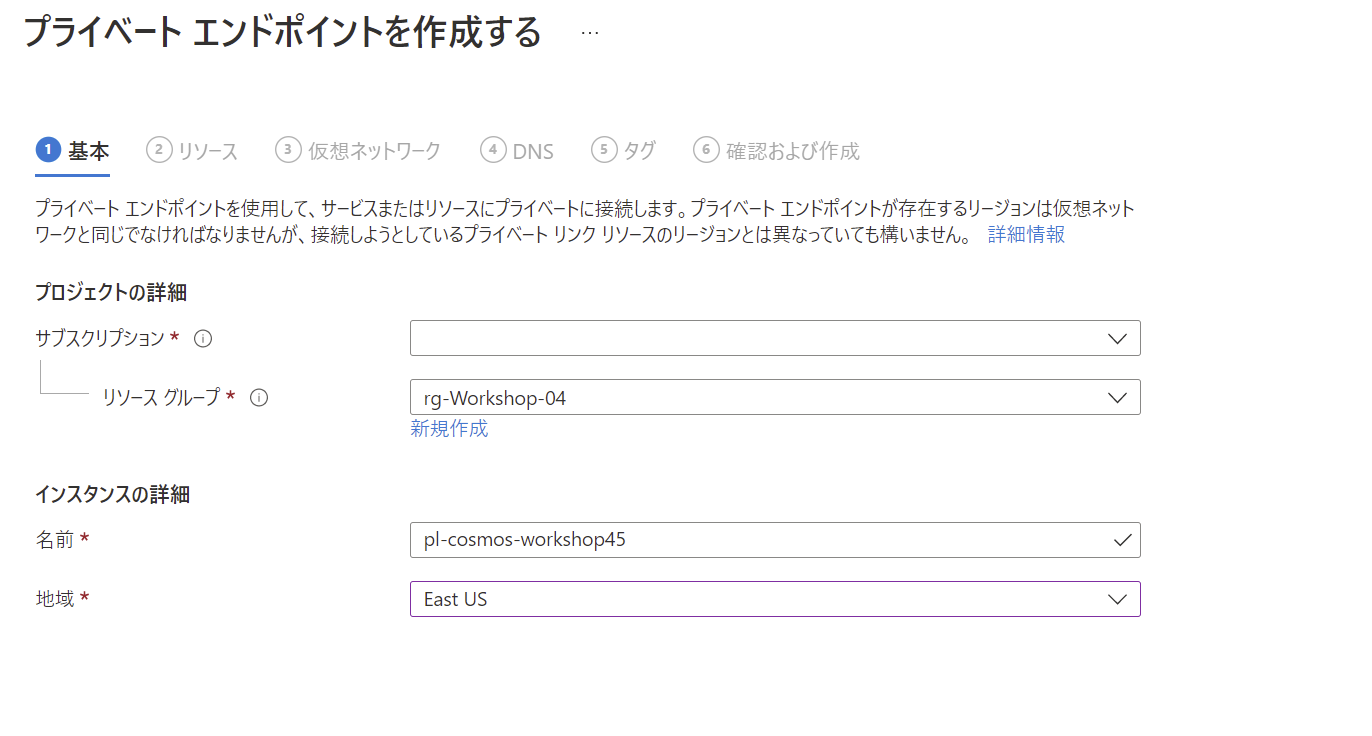 プライベート エンドポイントを作成する ...
1 基本 2 リソース 3 仮想ネットワーク 4 DNS 5 タグ 6 確認および作成
プライベート エンドポイントを使用して、サービスまたはリソースにプライベートに接続します。プライベート エンドポイントが存在するリージョンは仮想ネット
ワークと同じでなければなりませんが、接続しようとしているプライベート リンク リソースのリージョンとは異なっていても構いません。 詳細情報
プロジェクトの詳細
サブスクリプション *
リソース グループ * rg-Workshop-04
新規作成
インスタンスの詳細
名前 * pl-cosmos-workshop45
地域 * East US